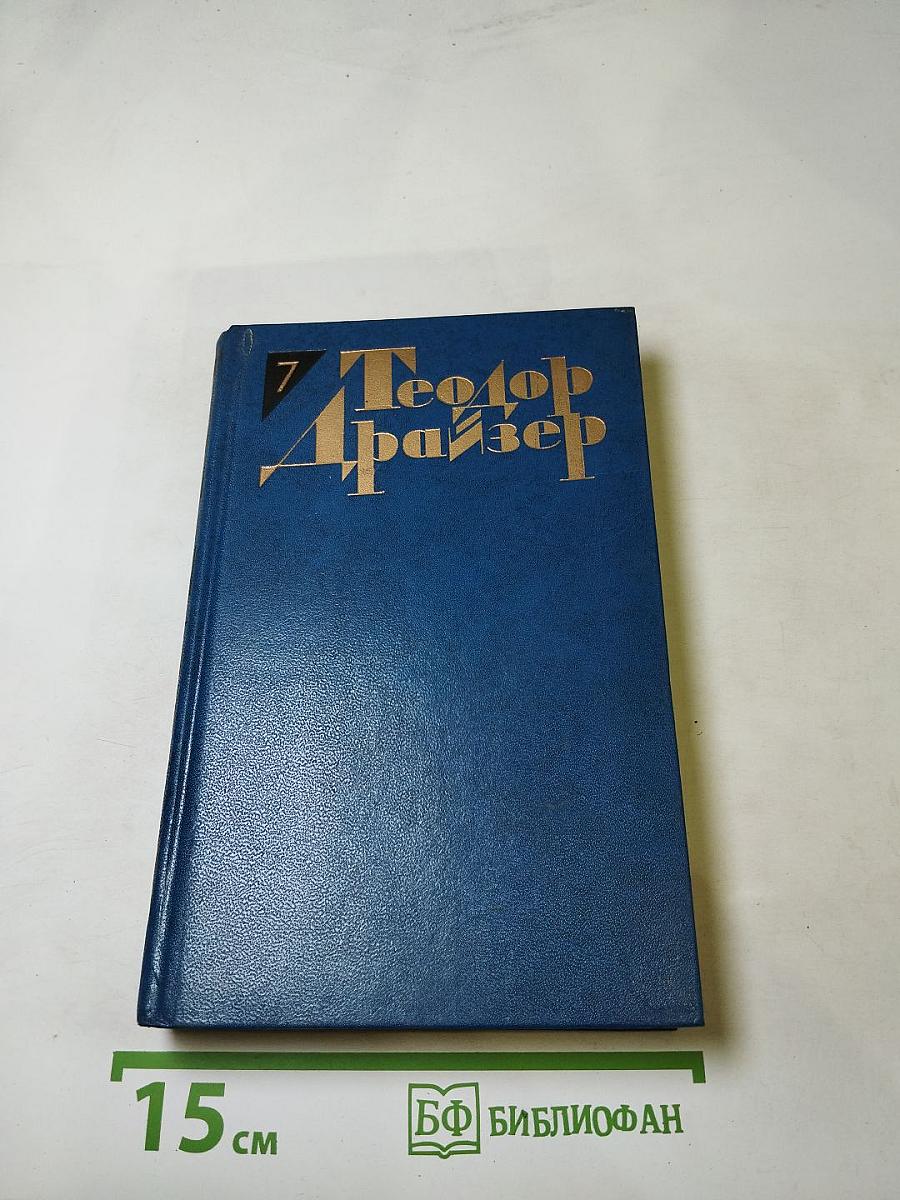 7
Теодор
Драйзер
15 см
БФ БИБЛИОФАН